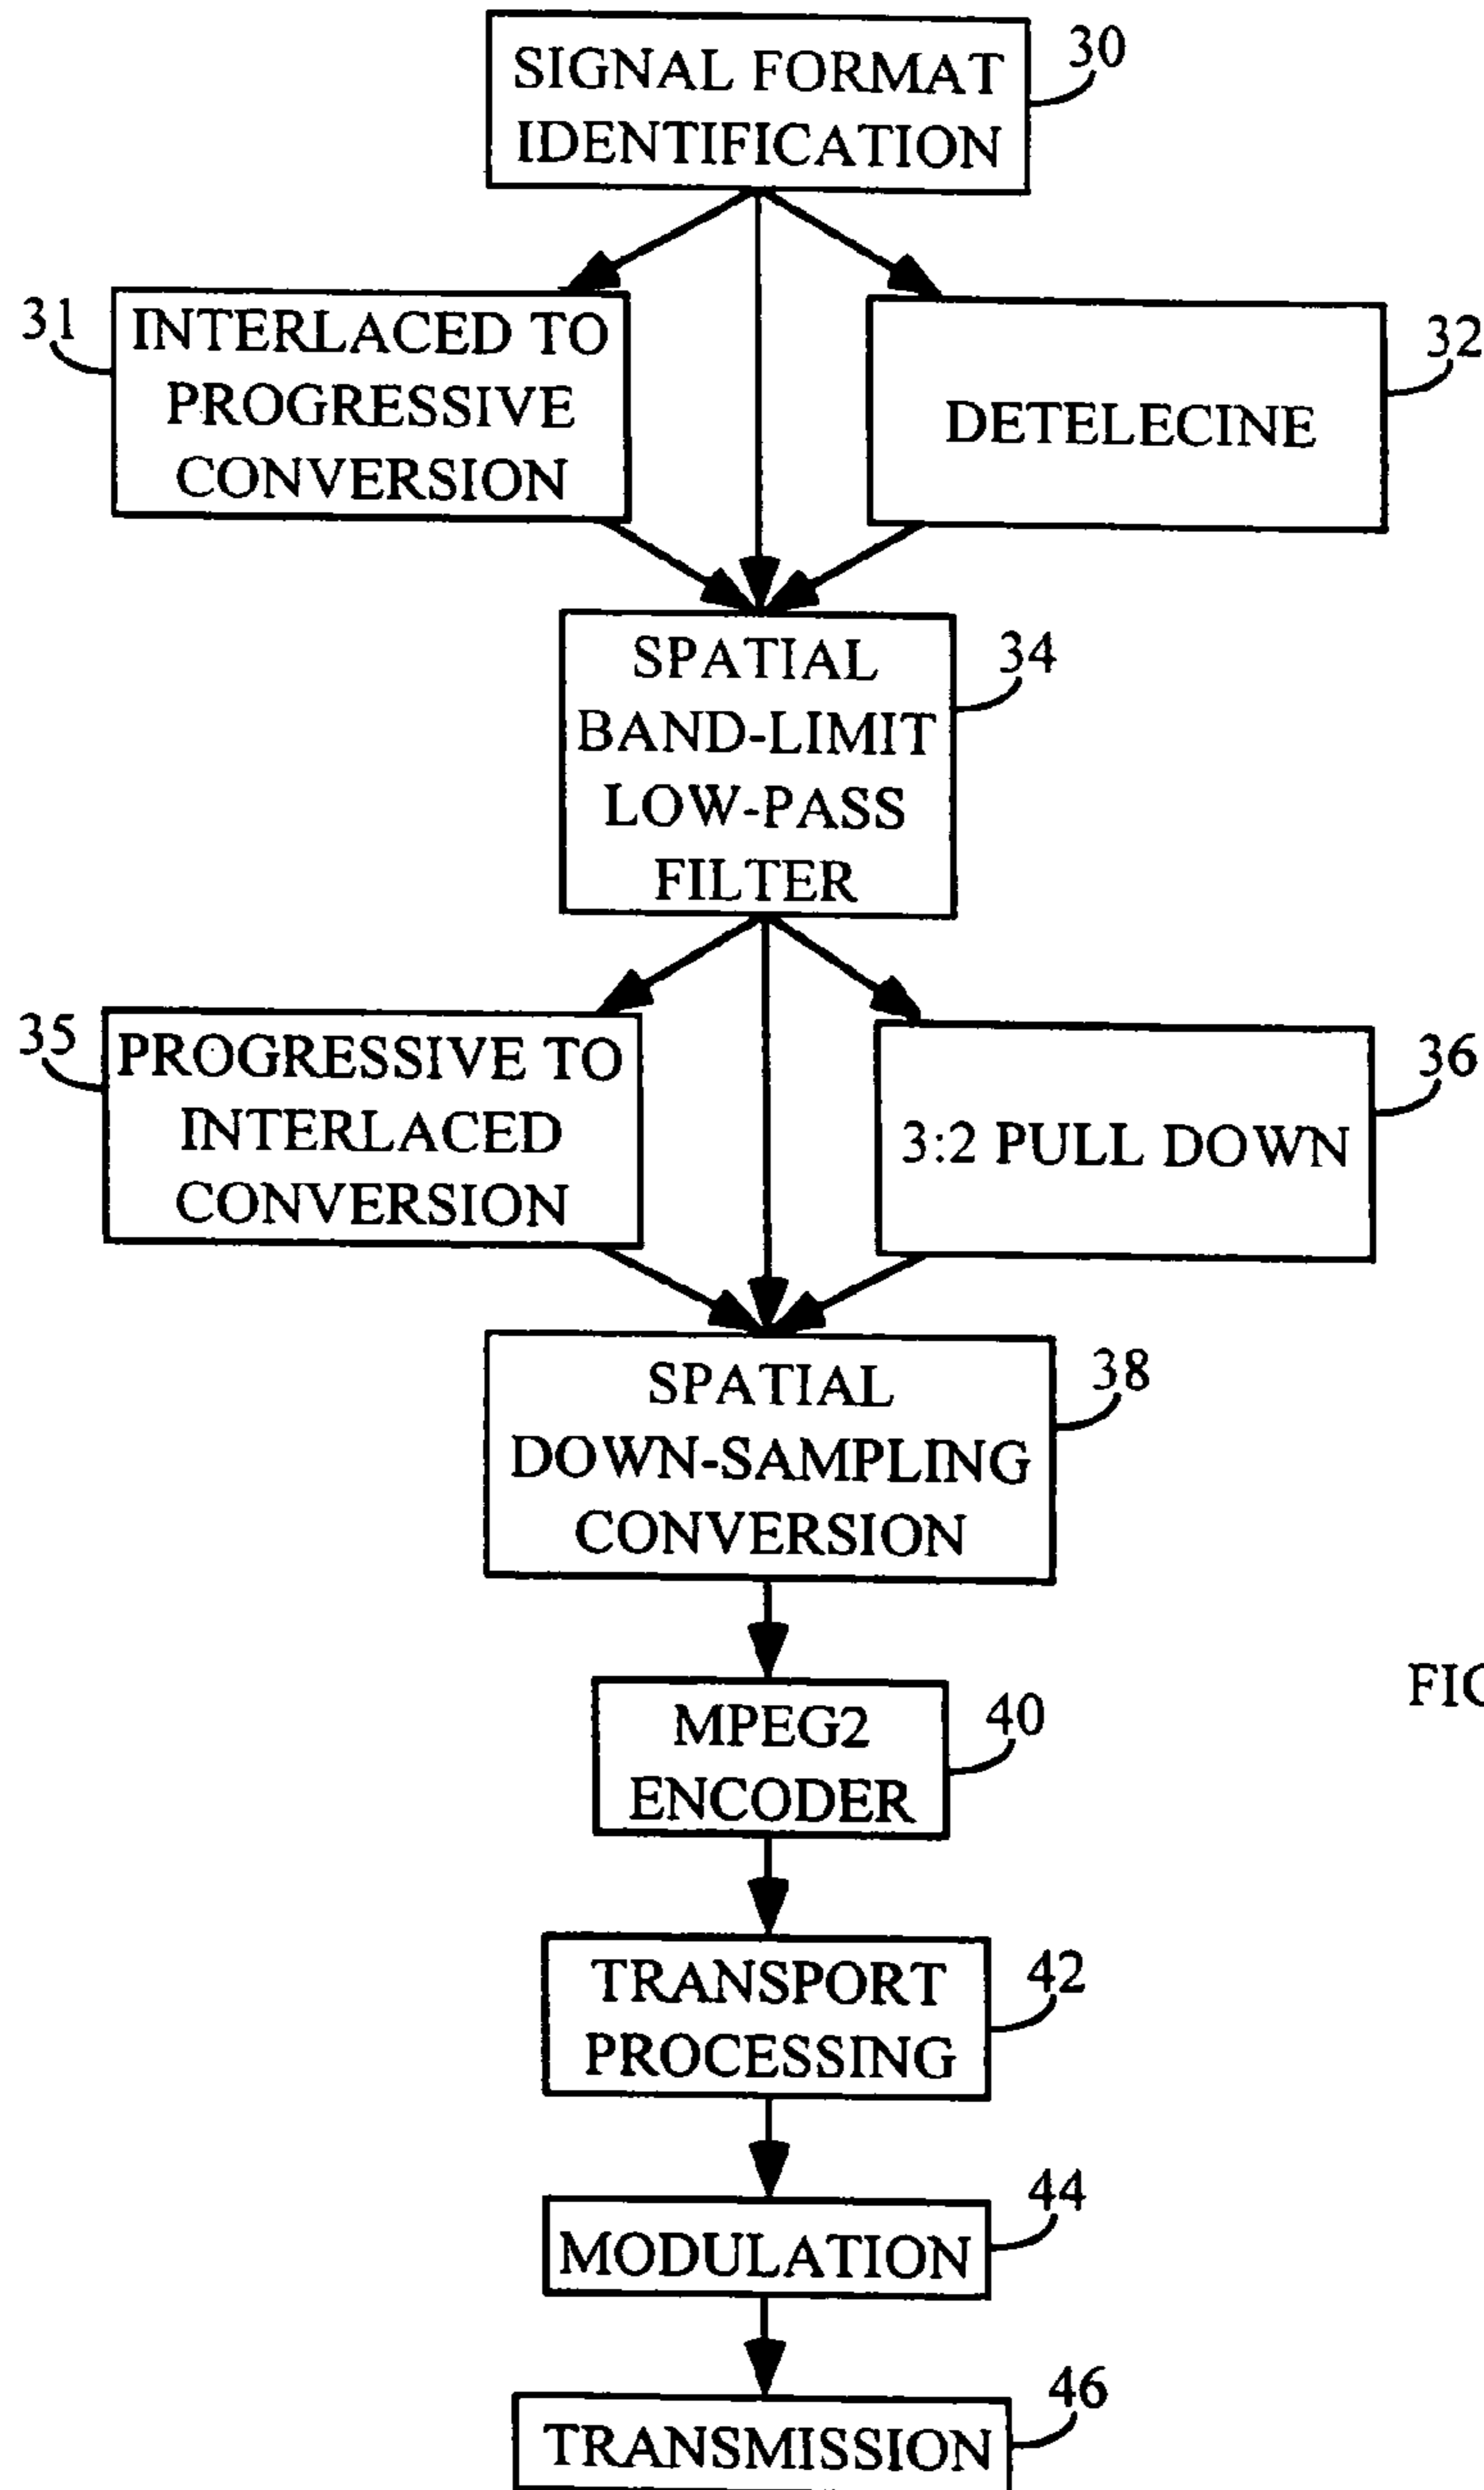 SIGNAL FORMAT
IDENTIFICATION
30
31
INTERLACED TO
PROGRESSIVE
CONVERSION
DETELECINE
32
SPATIAL
BAND-LIMIT
LOW-PASS
FILTER
34
35
PROGRESSIVE TO
INTERLACED
CONVERSION
3:2 PULL DOWN
36
SPATIAL
DOWN-SAMPLING
CONVERSION
38
MPEG2
ENCODER
40
TRANSPORT
PROCESSING
42
MODULATION
44
TRANSMISSION
46